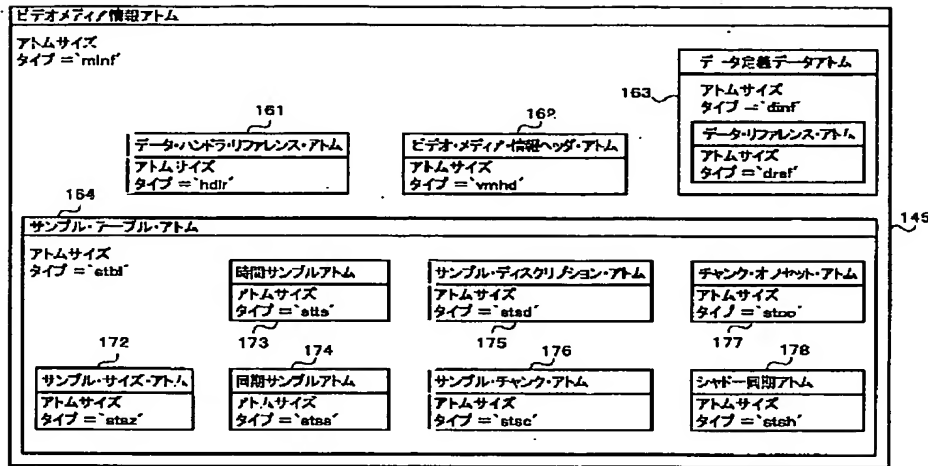 ビデオメディア情報アトム
アトムサイズ
タイプ =`minf
データ定義データアトム
163
アトムサイズ
タイプ =`dinf
データ・リファレンス・アトム
アトムサイズ
タイプ =`dref
161
データ・ハンドラ・リファレンス・アトム
アトムサイズ
タイプ =`hdlr
162
ビデオ・メディア・情報ヘッダ・アトム
アトムサイズ
タイプ =`vmhd
164
145
サンプル・テーブル・アトム
アトムサイズ
タイプ =`stbl
時間サンプルアトム
アトムサイズ
タイプ =`stts
173
サンプル・ディスクリプション・アトム
アトムサイズ
タイプ =`stsd
175
チャンク・オフセット・アトム
アトムサイズ
タイプ =`stco
177
172
サンプル・サイズ・アトム
アトムサイズ
タイプ =`stsz
174
同期サンプルアトム
アトムサイズ
タイプ =`stss
176
サンプル・チャンク・アトム
アトムサイズ
タイプ =`stsc
178
シャドー同期アトム
アトムサイズ
タイプ =`stsh